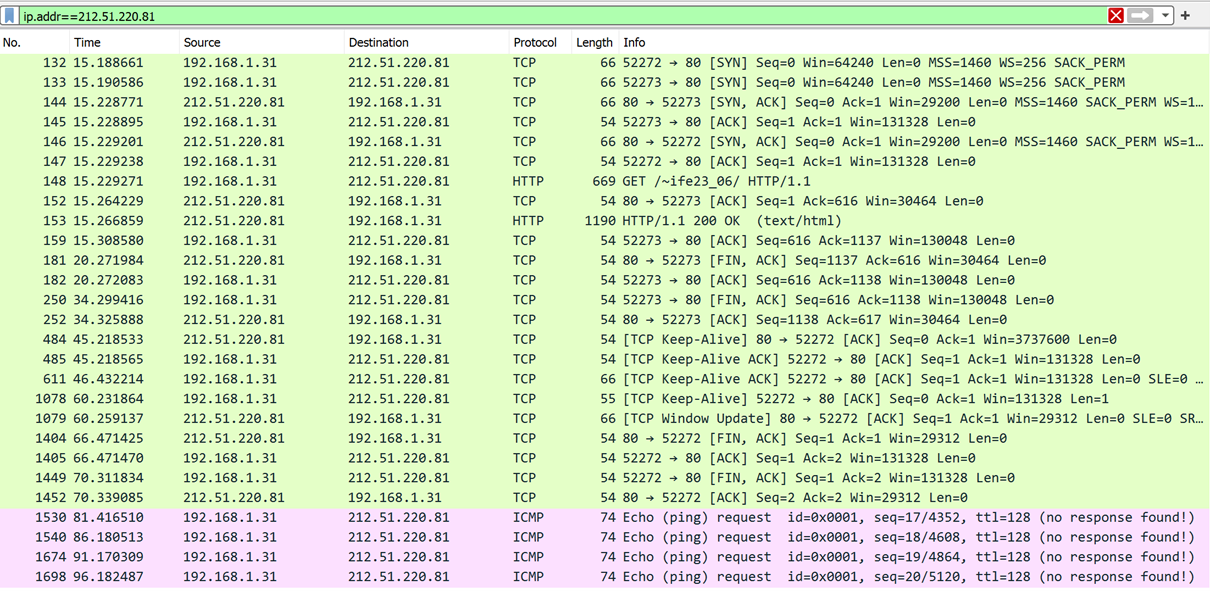 ip.addr==212.51.220.81
No. Time Source Destination Protocol Length Info
132 15.188661 192.168.1.31 212.51.220.81 TCP 66 52272 → 80 [SYN] Seq=0 Win=64240 Len=0 MSS=1460 WS=256 SACK_PERM
133 15.190586 192.168.1.31 212.51.220.81 TCP 66 52273 → 80 [SYN] Seq=0 Win=64240 Len=0 MSS=1460 WS=256 SACK_PERM
144 15.228771 212.51.220.81 192.168.1.31 TCP 66 80 → 52273 [SYN, ACK] Seq=0 Ack=1 Win=29200 Len=0 MSS=1460 SACK_PERM WS=1…
145 15.228895 192.168.1.31 212.51.220.81 TCP 54 52273 → 80 [ACK] Seq=1 Ack=1 Win=131328 Len=0
146 15.229201 212.51.220.81 192.168.1.31 TCP 66 80 → 52272 [SYN, ACK] Seq=0 Ack=1 Win=29200 Len=0 MSS=1460 SACK_PERM WS=1…
147 15.229238 192.168.1.31 212.51.220.81 TCP 54 52272 → 80 [ACK] Seq=1 Ack=1 Win=131328 Len=0
148 15.229271 192.168.1.31 212.51.220.81 HTTP 669 GET /~ife23_06/ HTTP/1.1
152 15.264229 212.51.220.81 192.168.1.31 TCP 54 80 → 52273 [ACK] Seq=1 Ack=616 Win=30464 Len=0
153 15.266859 212.51.220.81 192.168.1.31 HTTP 1190 HTTP/1.1 200 OK (text/html)
159 15.308580 192.168.1.31 212.51.220.81 TCP 54 52273 → 80 [ACK] Seq=616 Ack=1137 Win=130048 Len=0
181 20.271984 212.51.220.81 192.168.1.31 TCP 54 80 → 52273 [FIN, ACK] Seq=1137 Ack=616 Win=30464 Len=0
182 20.272083 192.168.1.31 212.51.220.81 TCP 54 52273 → 80 [ACK] Seq=616 Ack=1138 Win=130048 Len=0
250 34.299416 192.168.1.31 212.51.220.81 TCP 54 52273 → 80 [FIN, ACK] Seq=616 Ack=1138 Win=130048 Len=0
252 34.325888 212.51.220.81 192.168.1.31 TCP 54 80 → 52273 [ACK] Seq=1138 Ack=617 Win=30464 Len=0
484 45.218533 212.51.220.81 192.168.1.31 TCP 54 [TCP Keep-Alive] 80 → 52272 [ACK] Seq=0 Ack=1 Win=3737600 Len=0
485 45.218565 192.168.1.31 212.51.220.81 TCP 54 [TCP Keep-Alive ACK] 52272 → 80 [ACK] Seq=1 Ack=1 Win=131328 Len=0
611 46.432214 192.168.1.31 212.51.220.81 TCP 66 [TCP Keep-Alive ACK] 52272 → 80 [ACK] Seq=1 Ack=1 Win=131328 Len=0 SLE=0 …
1078 60.231864 192.168.1.31 212.51.220.81 TCP 55 [TCP Keep-Alive] 52272 → 80 [ACK] Seq=0 Ack=1 Win=131328 Len=1
1079 60.259137 212.51.220.81 192.168.1.31 TCP 66 [TCP Window Update] 80 → 52272 [ACK] Seq=1 Ack=1 Win=29312 Len=0 SLE=0 SR…
1404 66.471425 212.51.220.81 192.168.1.31 TCP 54 80 → 52272 [FIN, ACK] Seq=1 Ack=1 Win=29312 Len=0
1405 66.471470 192.168.1.31 212.51.220.81 TCP 54 52272 → 80 [ACK] Seq=1 Ack=2 Win=131328 Len=0
1449 70.311834 192.168.1.31 212.51.220.81 TCP 54 52272 → 80 [FIN, ACK] Seq=1 Ack=2 Win=131328 Len=0
1452 70.339085 212.51.220.81 192.168.1.31 TCP 54 80 → 52272 [ACK] Seq=2 Ack=2 Win=29312 Len=0
1530 81.416510 192.168.1.31 212.51.220.81 ICMP 74 Echo (ping) request id=0x0001, seq=17/4352, ttl=128 (no response found!)
1540 86.180513 192.168.1.31 212.51.220.81 ICMP 74 Echo (ping) request id=0x0001, seq=18/4608, ttl=128 (no response found!)
1674 91.170309 192.168.1.31 212.51.220.81 ICMP 74 Echo (ping) request id=0x0001, seq=19/4864, ttl=128 (no response found!)
1698 96.182487 192.168.1.31 212.51.220.81 ICMP 74 Echo (ping) request id=0x0001, seq=20/5120, ttl=128 (no response found!)